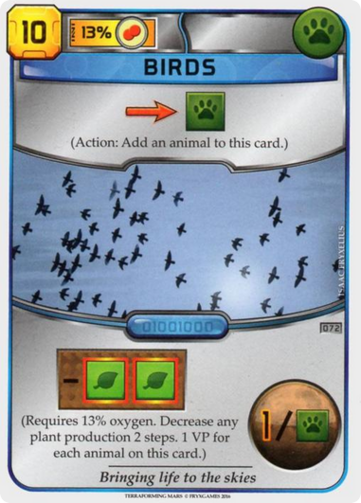 10
13%
BIRDS
(Action: Add an animal to this card.)
ISAAC FRYXELIUS
01001000
072
-
(Requires 13% oxygen. Decrease any
plant production 2 steps. 1 VP for
each animal on this card.)
1/
Bringing life to the skies
TERRAFORMING MARS © FRYXGAMES 2016